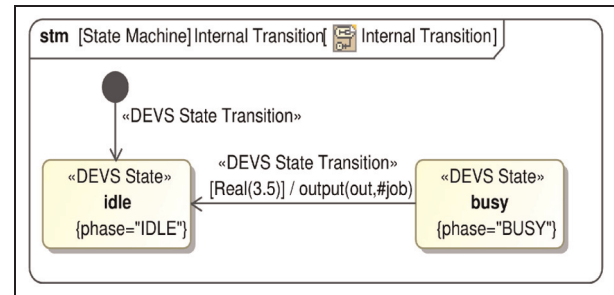 stm [State Machine] Internal Transition[ Internal Transition]
«DEVS State Transition»
«DEVS State»
idle
{phase="IDLE"}
«DEVS State Transition»
[Real(3.5)] / output(out,#job)
«DEVS State»
busy
{phase="BUSY"}